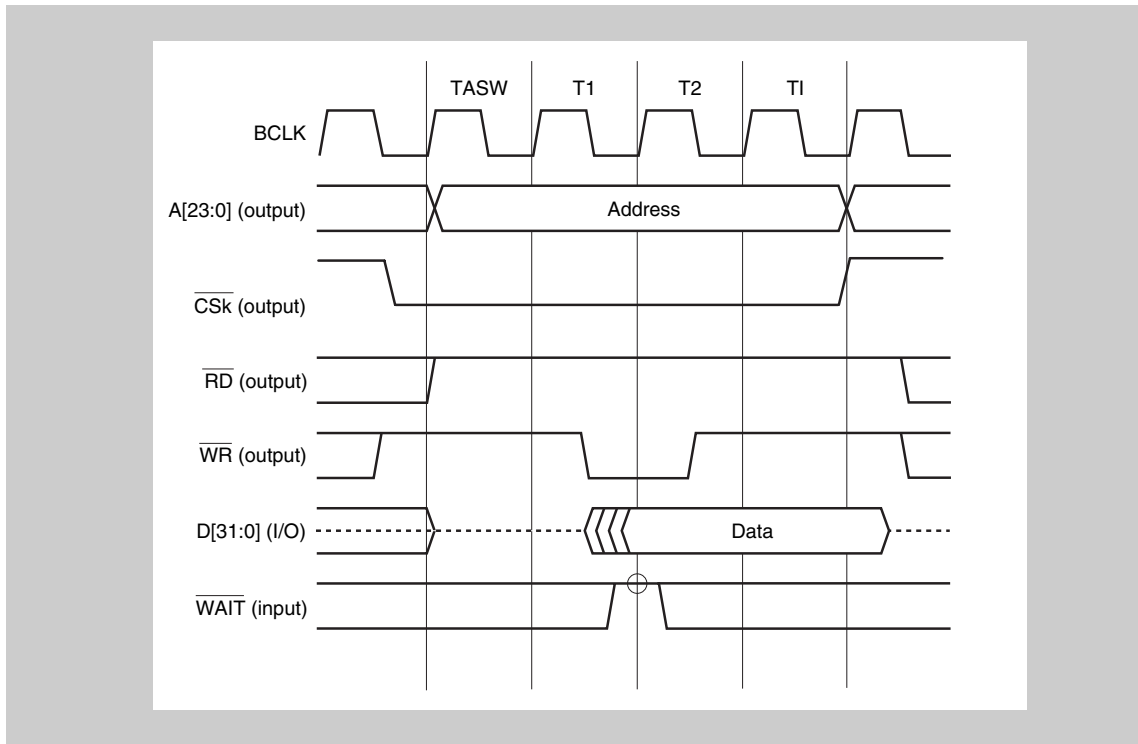 TASW T1 T2 TI
BCLK
A[23:0] (output) Address
CSk (output)
RD (output)
WR (output)
D[31:0] (I/O) Data
WAIT (input)